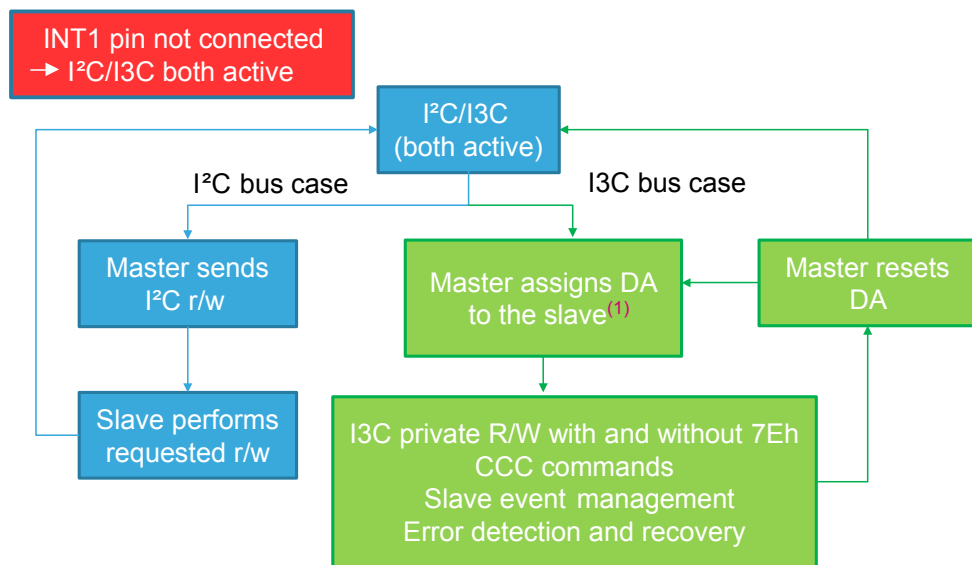 INT1 pin not connected
→ I²C/I3C both active
I²C/I3C
(both active)
I²C bus case
I3C bus case
Master sends
I²C r/w
Master assigns DA
to the slave(1)
Master resets
DA
Slave performs
requested r/w
I3C private R/W with and without 7Eh
CCC commands
Slave event management
Error detection and recovery